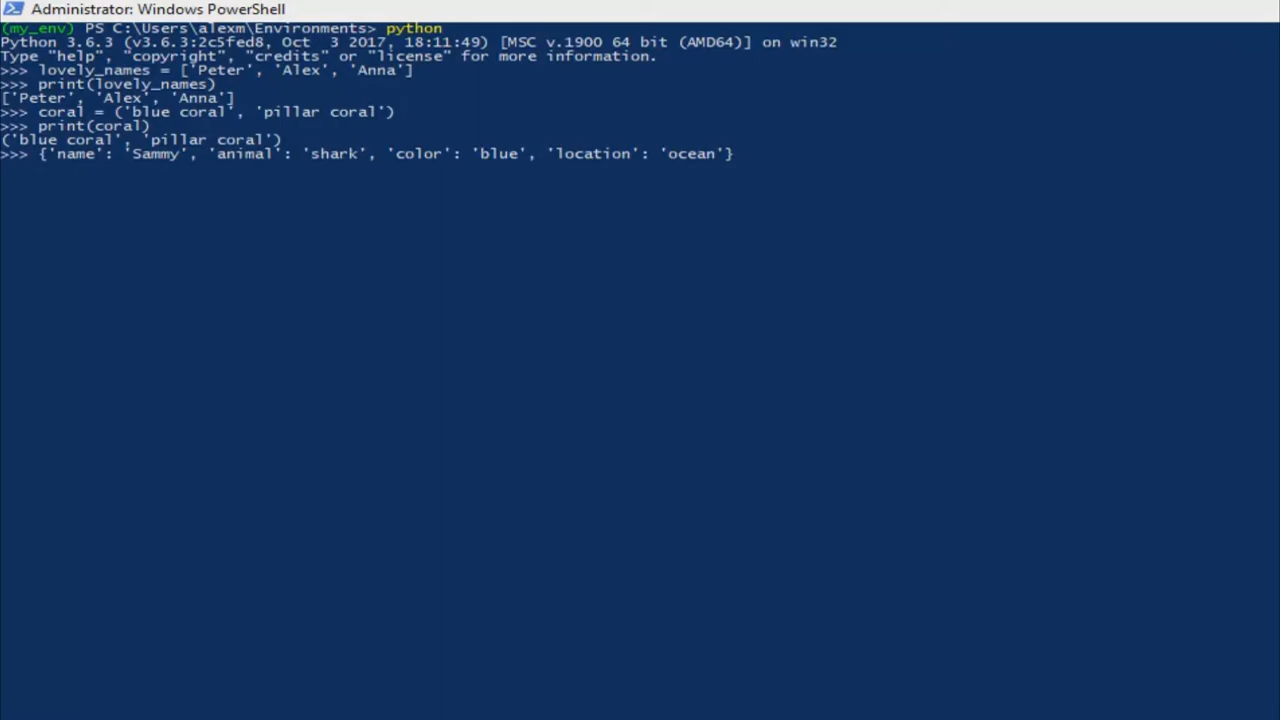 Administrator: Windows PowerShell
(my_env) PS C:\Users\alexm\Environments> python
Python 3.6.3 (v3.6.3:2c5fed8, Oct  3 2017, 18:11:49) [MSC v.1900 64 bit (AMD64)] on win32
Type "help", "copyright", "credits" or "license" for more information.
>>> lovely_names = ['Peter', 'Alex', 'Anna']
>>> print(lovely_names)
['Peter', 'Alex', 'Anna']
>>> coral = ('blue coral', 'pillar coral')
>>> print(coral)
('blue coral', 'pillar coral')
>>> {'name': 'Sammy', 'animal': 'shark', 'color': 'blue', 'location': 'ocean'}